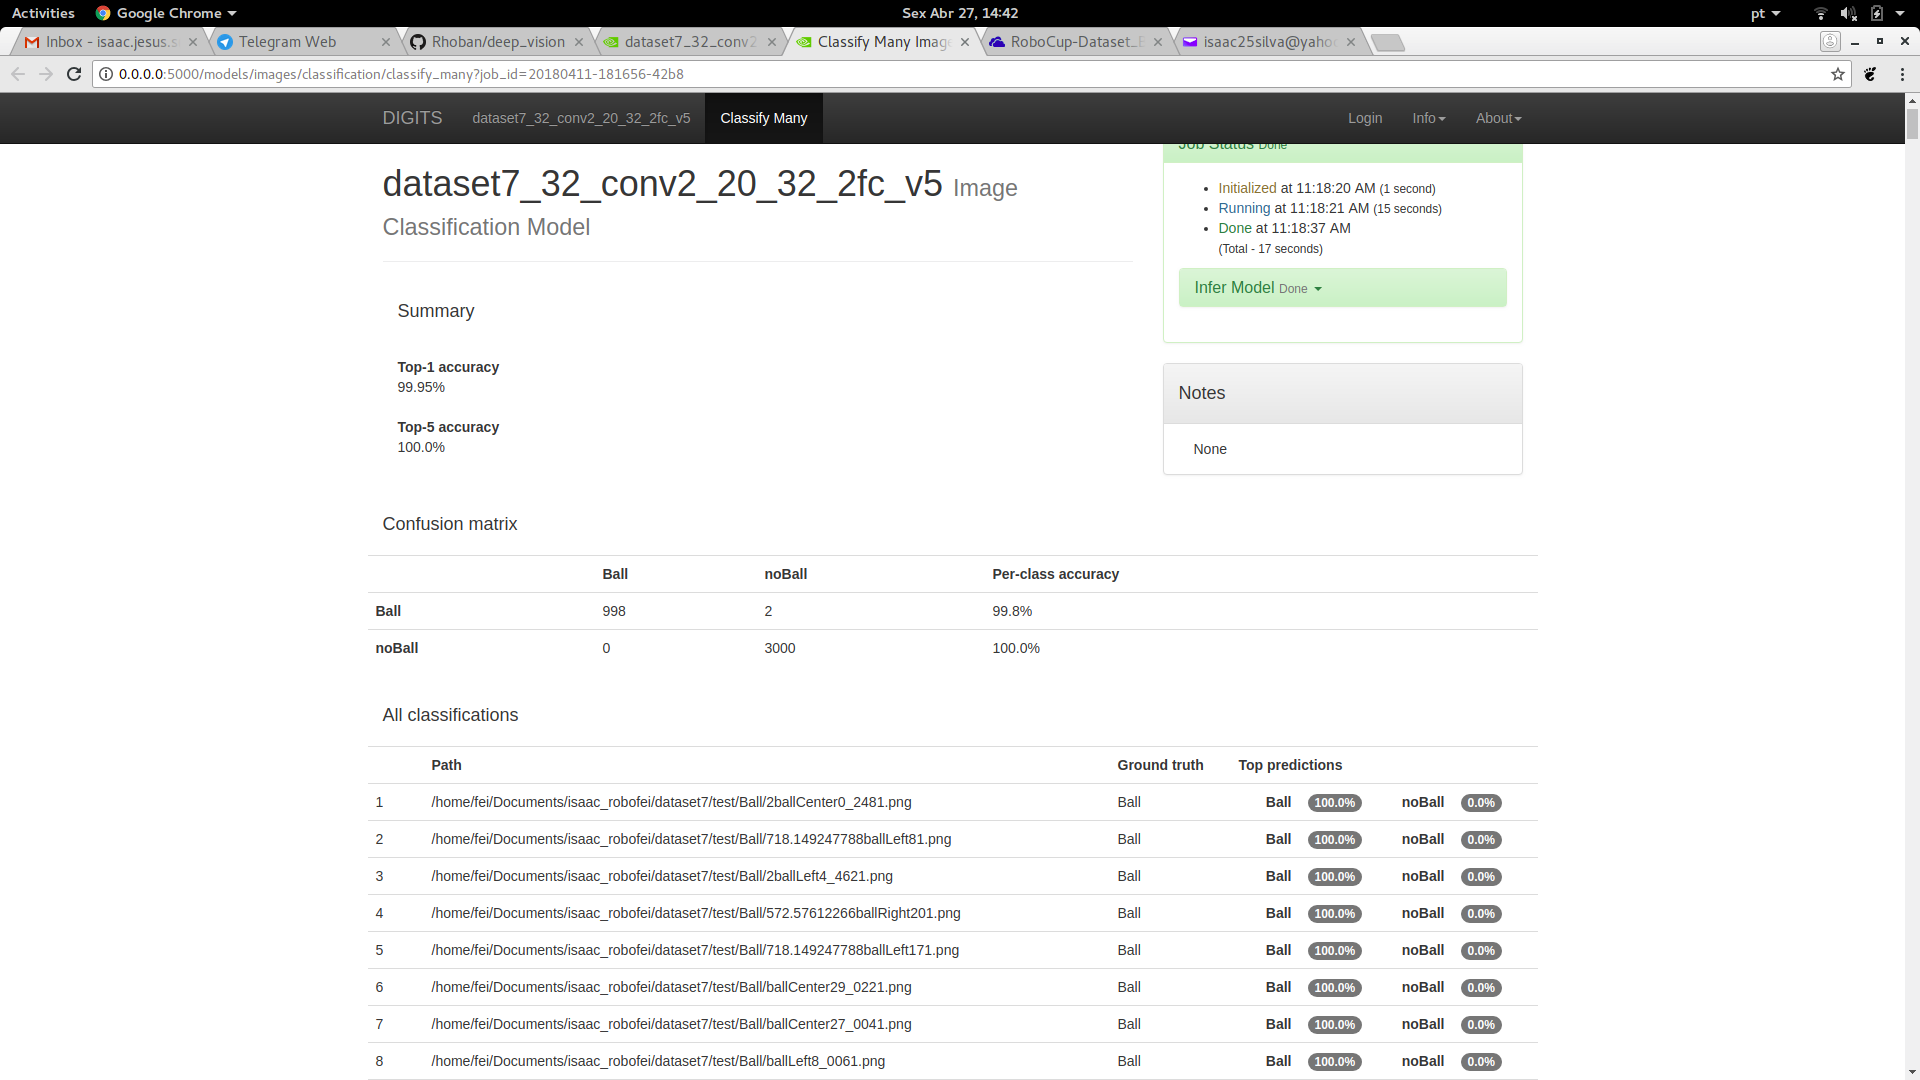 Activities Google Chrome Sex Abr 27, 14:42 pt
Inbox - isaac.jesus.s Telegram Web Rhoban/deep_vision dataset7_32_conv2 Classify Many Imag RoboCup-Dataset_ isaac25silva@yaho
0.0.0.0:5000/models/images/classification/classify_many?job_id=20180411-181656-42b8
DIGITS dataset7_32_conv2_20_32_2fc_v5 Classify Many Login Info About
Job Status Done
dataset7_32_conv2_20_32_2fc_v5 Image
Classification Model
Initialized at 11:18:20 AM (1 second)
Running at 11:18:21 AM (15 seconds)
Done at 11:18:37 AM
(Total - 17 seconds)
Infer Model Done
Notes
None
Summary
Top-1 accuracy
99.95%
Top-5 accuracy
100.0%
Confusion matrix
Ball noBall Per-class accuracy
Ball 998 2 99.8%
noBall 0 3000 100.0%
All classifications
Path Ground truth Top predictions
1 /home/fei/Documents/isaac_robofei/dataset7/test/Ball/2ballCenter0_2481.png Ball Ball 100.0% noBall 0.0%
2 /home/fei/Documents/isaac_robofei/dataset7/test/Ball/718.149247788ballLeft81.png Ball Ball 100.0% noBall 0.0%
3 /home/fei/Documents/isaac_robofei/dataset7/test/Ball/2ballLeft4_4621.png Ball Ball 100.0% noBall 0.0%
4 /home/fei/Documents/isaac_robofei/dataset7/test/Ball/572.57612266ballRight201.png Ball Ball 100.0% noBall 0.0%
5 /home/fei/Documents/isaac_robofei/dataset7/test/Ball/718.149247788ballLeft171.png Ball Ball 100.0% noBall 0.0%
6 /home/fei/Documents/isaac_robofei/dataset7/test/Ball/ballCenter29_0221.png Ball Ball 100.0% noBall 0.0%
7 /home/fei/Documents/isaac_robofei/dataset7/test/Ball/ballCenter27_0041.png Ball Ball 100.0% noBall 0.0%
8 /home/fei/Documents/isaac_robofei/dataset7/test/Ball/ballLeft8_0061.png Ball Ball 100.0% noBall 0.0%